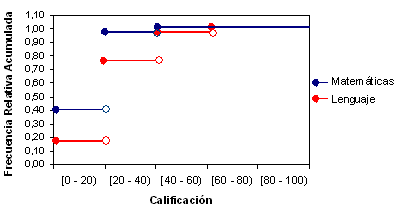 1,10
1,00
0,90
0,80
0,70
0,60
0,50
0,40
0,30
0,20
0,10
0,00
Frecuencia Relativa Acumulada
[0 - 20) [20 - 40) [40 - 60) [60 - 80) [80 - 100)
Calificación
Matemáticas
Lenguaje